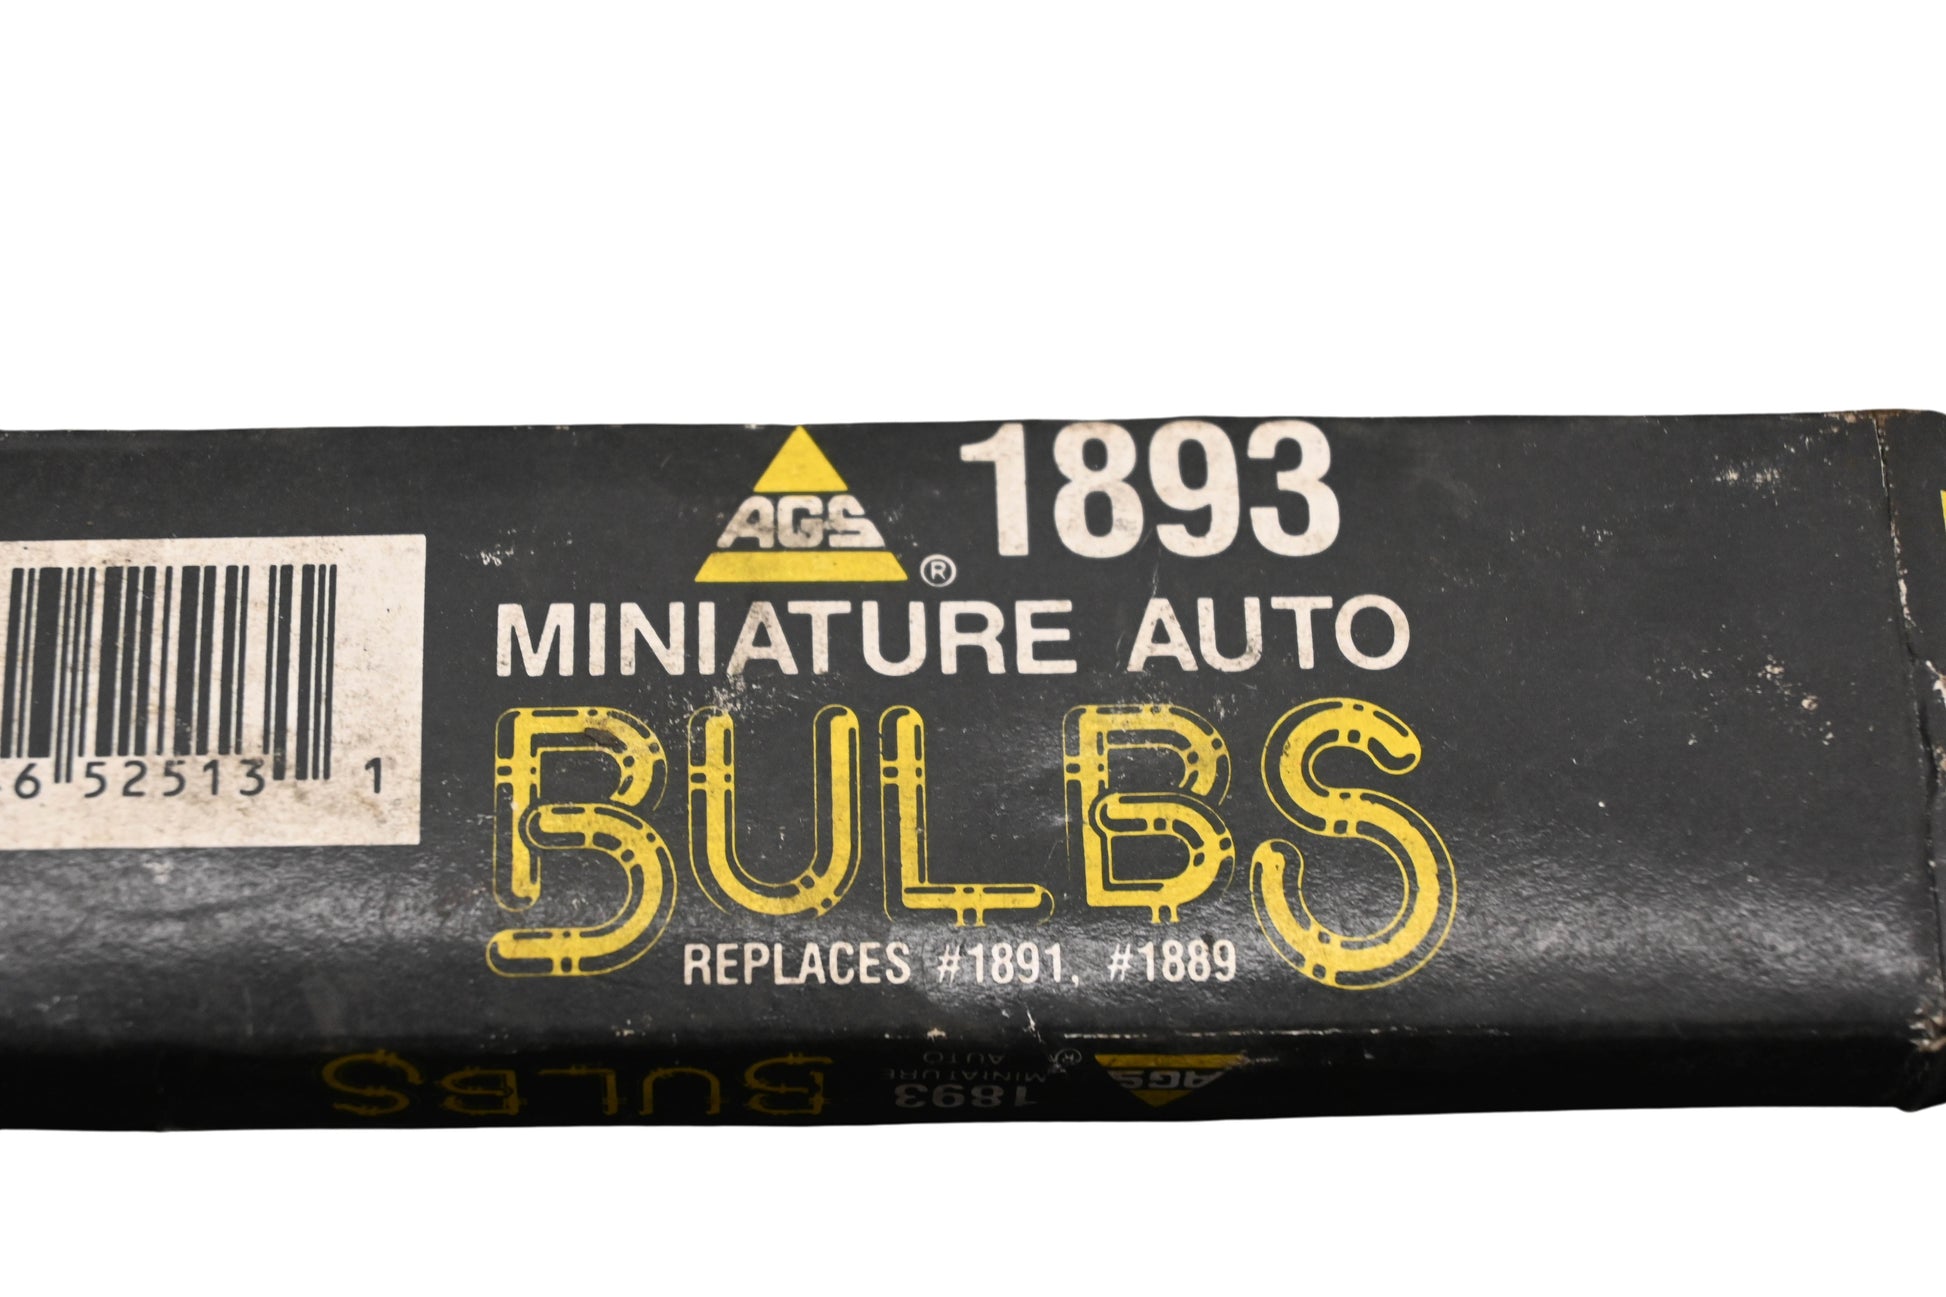 AGS® 1893
MINIATURE AUTO
BULBS
REPLACES #1891, #1889
6 52513 1
AGS®
1893
MINIATURE
AUTO
BULBS